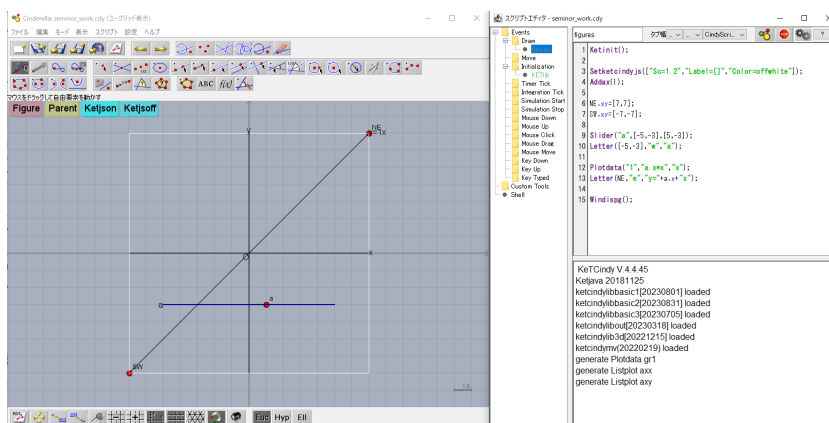 Cinderella: seminor_work.cdy (ユークリッド表示)
ファイル 編集 モード 表示 スクリプト 設定 ヘルプ
ABC f(x)
マウスをドラッグして自由要素を動かす
Figure Parent Ketjson Ketjsoff
y
NE
x
O
a
SW
1.0
Euc Hyp Ell
スクリプトエディタ - seminor_work.cdy
Events
Draw
Move
Initialization
KETlib
Timer Tick
Integration Tick
Simulation Start
Simulation Stop
Mouse Down
Mouse Up
Mouse Click
Mouse Drag
Mouse Move
Key Down
Key Up
Key Typed
Custom Tools
Shell
figures タブ幅 CindyScri...
1 Ketinit();
2
3 Setketcindyjs(["Sc=1.2","Label=[]","Color=offwhite"]);
4 Addax(1);
5
6 NE.xy=[7,7];
7 SW.xy=[-7,-7];
8
9 Slider("a",[-5,-3],[5,-3]);
10 Letter([-5,-3],"w","a");
11
12 Plotdata("1","a.x*x","x");
13 Letter(NE,"e","y="+a.x+"x");
14
15 Windispg();
KeTCindy V.4.4.45
Ketjava 20181125
ketcindylibbasic1[20230801] loaded
ketcindylibbasic2[20230831] loaded
ketcindylibbasic3[20230705] loaded
ketcindylibout[20230318] loaded
ketcindylib3d[20221215] loaded
ketcindymv(20220219) loaded
generate Plotdata gr1
generate Listplot axx
generate Listplot axy